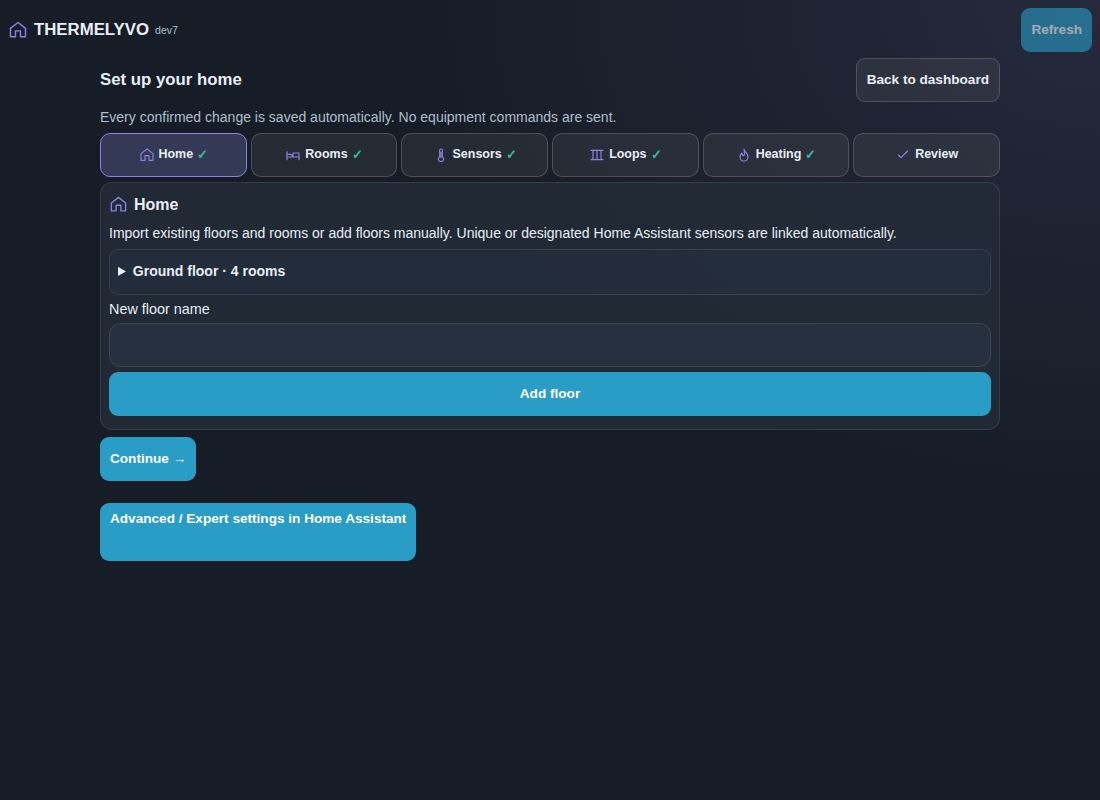 THERMELYVO dev7
Refresh
Set up your home
Back to dashboard
Every confirmed change is saved automatically. No equipment commands are sent.
Home ✓
Rooms ✓
Sensors ✓
Loops ✓
Heating ✓
Review
Home
Import existing floors and rooms or add floors manually. Unique or designated Home Assistant sensors are linked automatically.
Ground floor · 4 rooms
New floor name
Add floor
Continue →
Advanced / Expert settings in Home Assistant